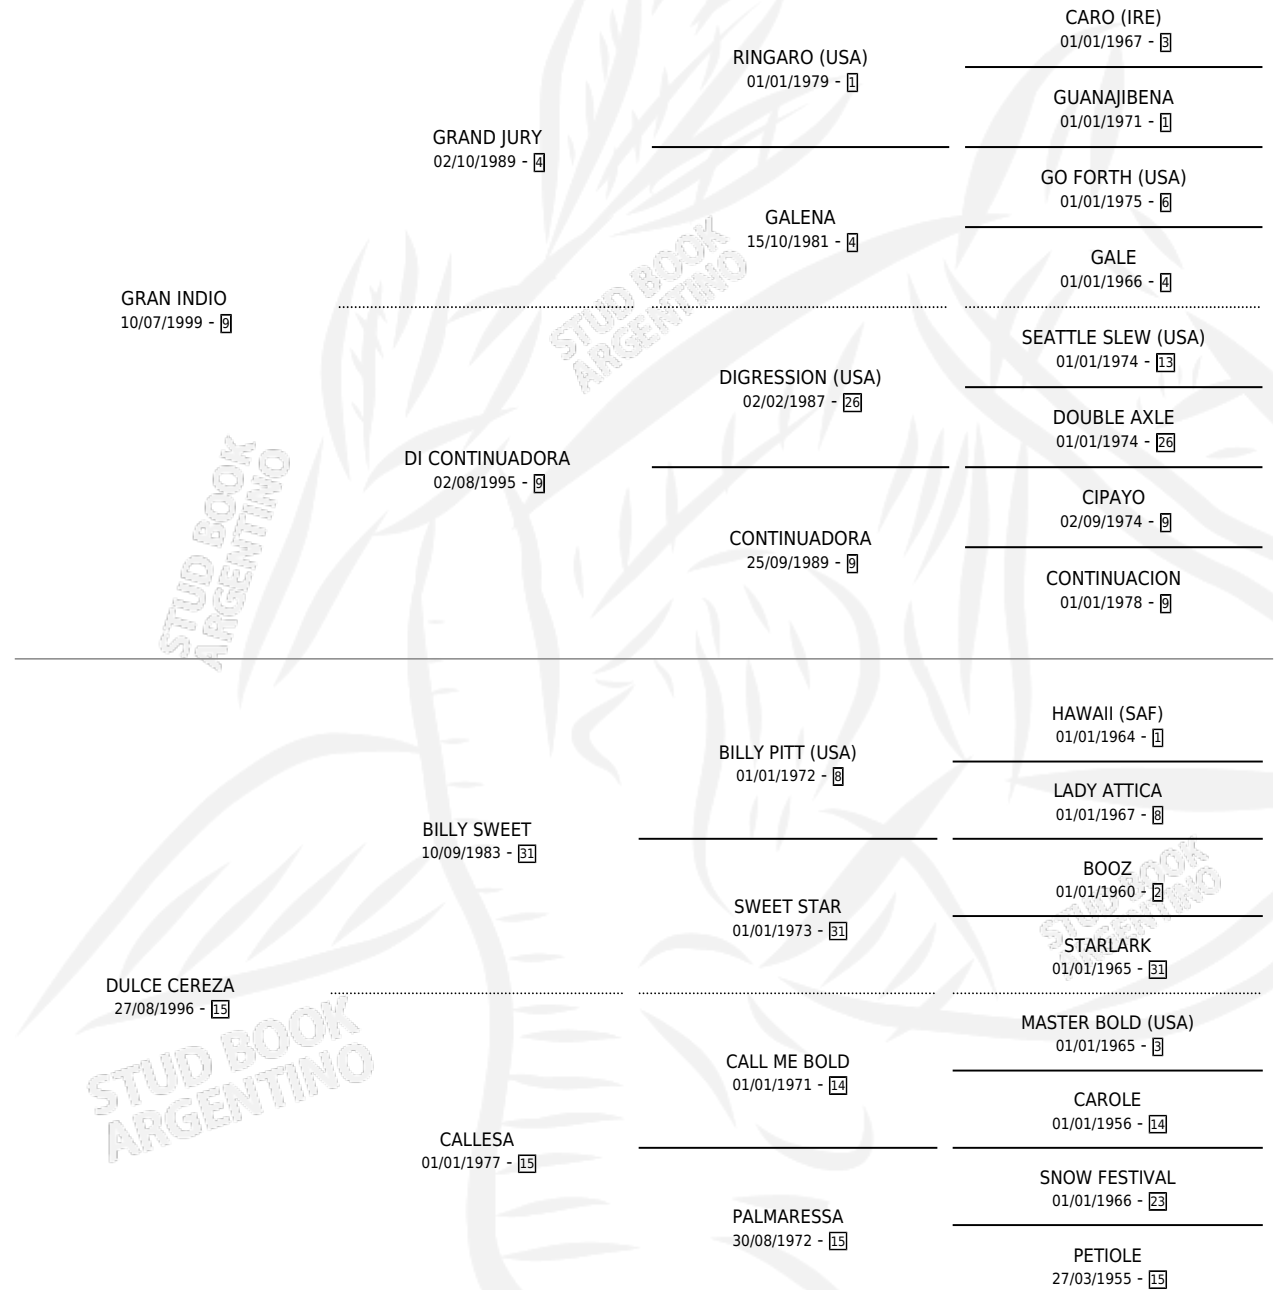 CARO (IRE)
01/01/1967 - 3
RINGARO (USA)
01/01/1979 - 1
GUANAJIBENA
01/01/1971 - 1
GRAND JURY
02/10/1989 - 4
GO FORTH (USA)
01/01/1975 - 6
GALENA
15/10/1981 - 4
GALE
01/01/1966 - 4
GRAN INDIO
10/07/1999 - 9
SEATTLE SLEW (USA)
01/01/1974 - 13
DIGRESSION (USA)
02/02/1987 - 26
DOUBLE AXLE
01/01/1974 - 26
DI CONTINUADORA
02/08/1995 - 9
CIPAYO
02/09/1974 - 9
CONTINUADORA
25/09/1989 - 9
CONTINUACION
01/01/1978 - 9
HAWAII (SAF)
01/01/1964 - 1
BILLY PITT (USA)
01/01/1972 - 8
LADY ATTICA
01/01/1967 - 8
BILLY SWEET
10/09/1983 - 31
BOOZ
01/01/1960 - 2
SWEET STAR
01/01/1973 - 31
STARLARK
01/01/1965 - 31
DULCE CEREZA
27/08/1996 - 15
MASTER BOLD (USA)
01/01/1965 - 3
CALL ME BOLD
01/01/1971 - 14
CAROLE
01/01/1956 - 14
CALLESA
01/01/1977 - 15
SNOW FESTIVAL
01/01/1966 - 23
PALMARESSA
30/08/1972 - 15
PETIOLE
27/03/1955 - 15
STUD BOOK
ARGENTINO
STUD BOOK
ARGENTINO
STUD BOOK
ARGENTINO
STUD BOOK
ARGENTINO